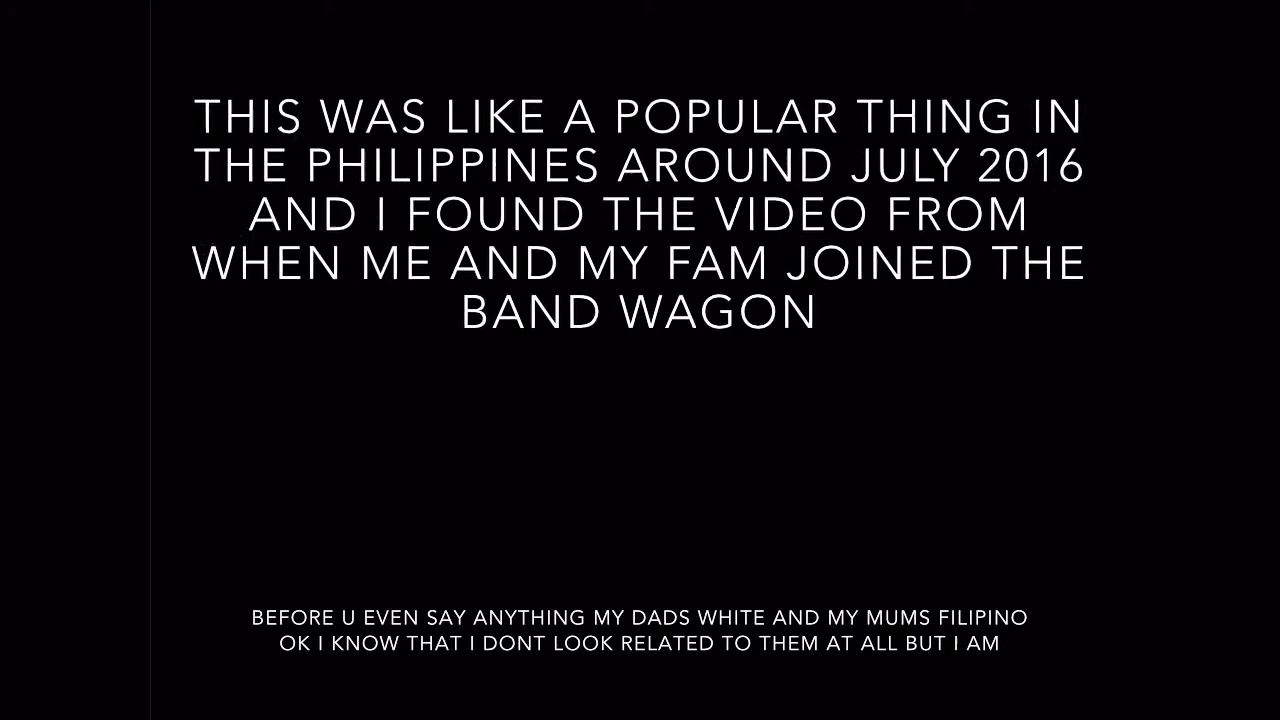 THIS WAS LIKE A POPULAR THING IN
THE PHILIPPINES AROUND JULY 2016
AND I FOUND THE VIDEO FROM
WHEN ME AND MY FAM JOINED THE
BAND WAGON
BEFORE U EVEN SAY ANYTHING MY DADS WHITE AND MY MUMS FILIPINO
OK I KNOW THAT I DONT LOOK RELATED TO THEM AT ALL BUT I AM